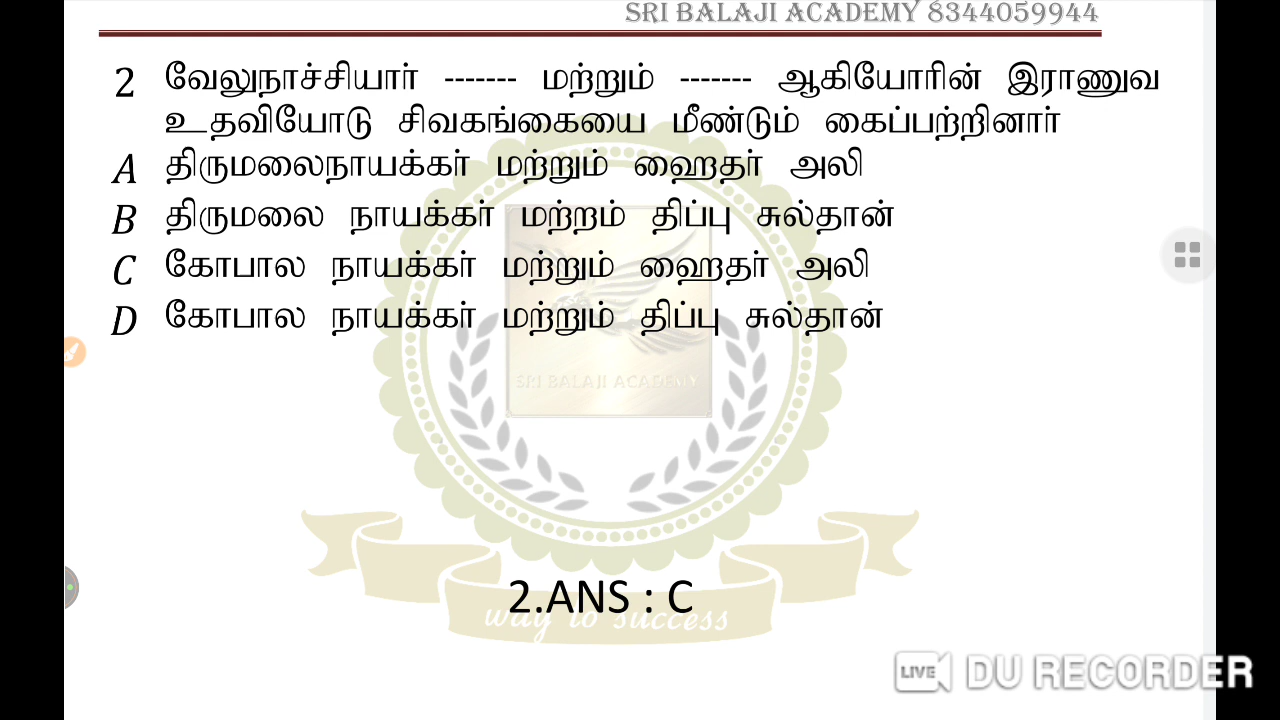 SRI BALAJI ACADEMY 8344059944
2 வேலுநாச்சியார் ------- மற்றும் ------- ஆகியோரின் இராணுவ
உதவியோடு சிவகங்கையை மீண்டும் கைப்பற்றினார்
A திருமலைநாயக்கர் மற்றும் ஹைதர் அலி
B திருமலை நாயக்கர் மற்றம் திப்பு சுல்தான்
C கோபால நாயக்கர் மற்றும் ஹைதர் அலி
D கோபால நாயக்கர் மற்றும் திப்பு சுல்தான்
SRI BALAJI ACADEMY
2.ANS : C
way to success
LIVE DU RECORDER